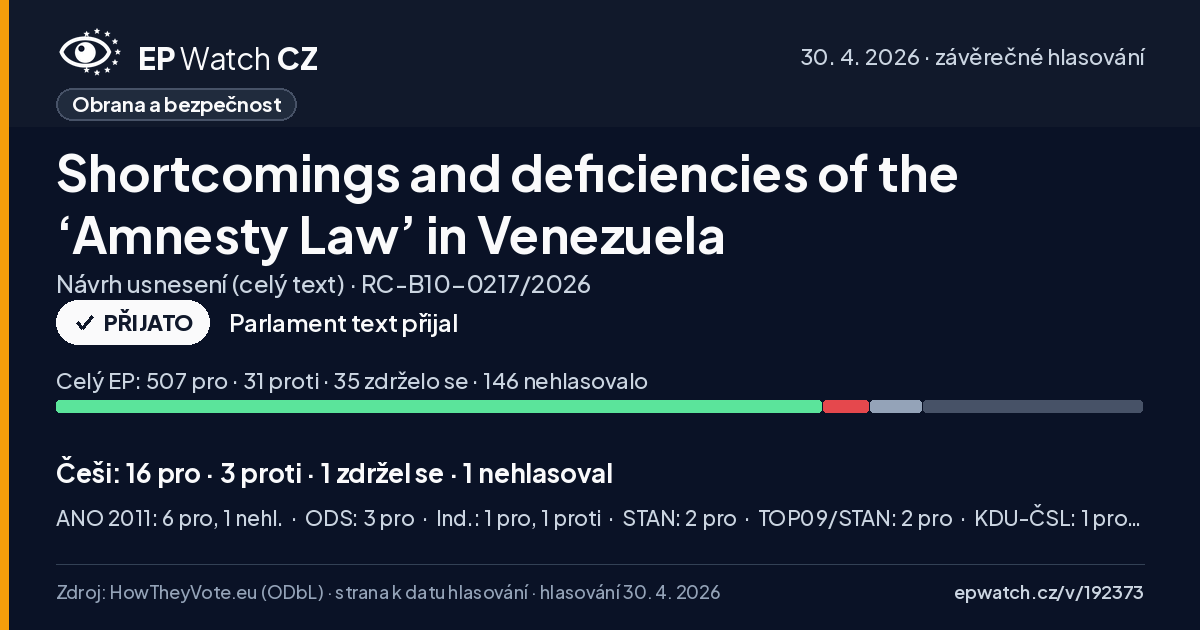 EP Watch CZ
30. 4. 2026 · závěrečné hlasování
Obrana a bezpečnost
Shortcomings and deficiencies of the
‘Amnesty Law’ in Venezuela
Návrh usnesení (celý text) · RC-B10-0217/2026
✓ PŘIJATO
Parlament text přijal
Celý EP: 507 pro · 31 proti · 35 zdrželo se · 146 nehlasovalo
Češi: 16 pro · 3 proti · 1 zdržel se · 1 nehlasoval
ANO 2011: 6 pro, 1 nehl. · ODS: 3 pro · Ind.: 1 pro, 1 proti · STAN: 2 pro · TOP09/STAN: 2 pro · KDU-ČSL: 1 pro…
Zdroj: HowTheyVote.eu (ODbL) · strana k datu hlasování · hlasování 30. 4. 2026
epwatch.cz/v/192373